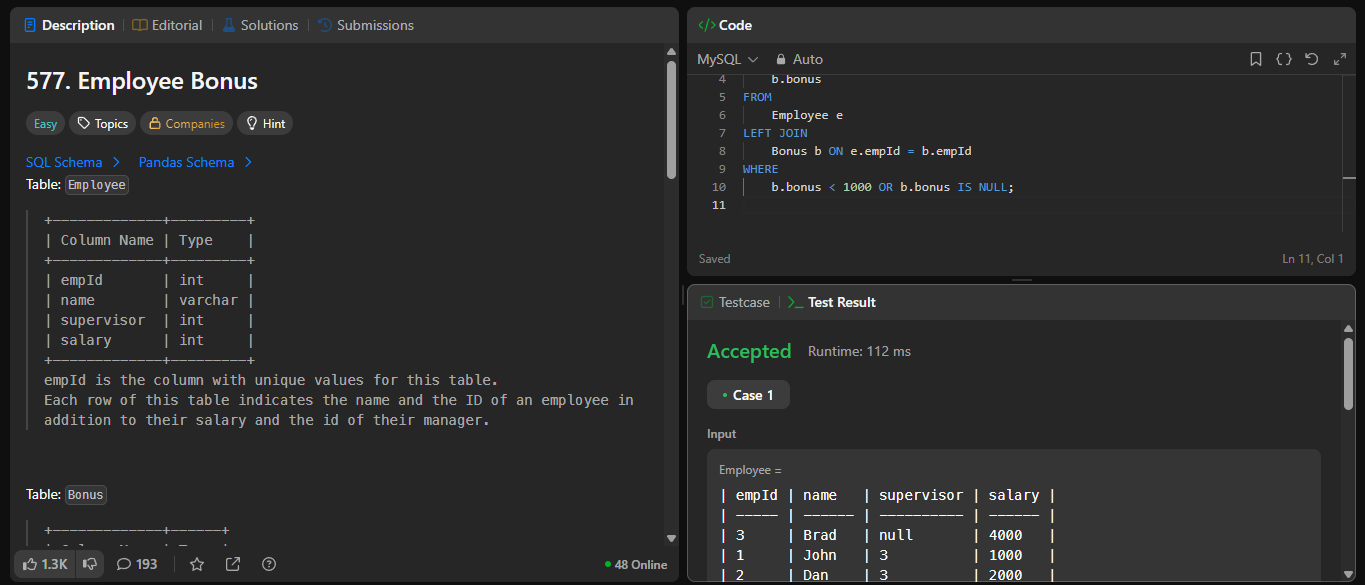 Description
Editorial
Solutions
Submissions
577. Employee Bonus
Easy
Topics
Companies
Hint
SQL Schema
Pandas Schema
Table: Employee
+-------------+---------+
| Column Name | Type    |
+-------------+---------+
| empId       | int     |
| name        | varchar |
| supervisor  | int     |
| salary      | int     |
+-------------+---------+
empId is the column with unique values for this table.
Each row of this table indicates the name and the ID of an employee in
addition to their salary and the id of their manager.
Table: Bonus
+-------------+------+
1.3K
193
48 Online
</> Code
MySQL
Auto
4 b.bonus
5 FROM
6 Employee e
7 LEFT JOIN
8 Bonus b ON e.empId = b.empId
9 WHERE
10 b.bonus < 1000 OR b.bonus IS NULL;
11
Saved
Ln 11, Col 1
Testcase
>_ Test Result
Accepted
Runtime: 112 ms
Case 1
Input
Employee =
| empId | name   | supervisor | salary |
| ----- | ------ | ---------- | ------ |
| 3     | Brad   | null       | 4000   |
| 1     | John   | 3          | 1000   |
| 2     | Dan    | 3          | 2000   |